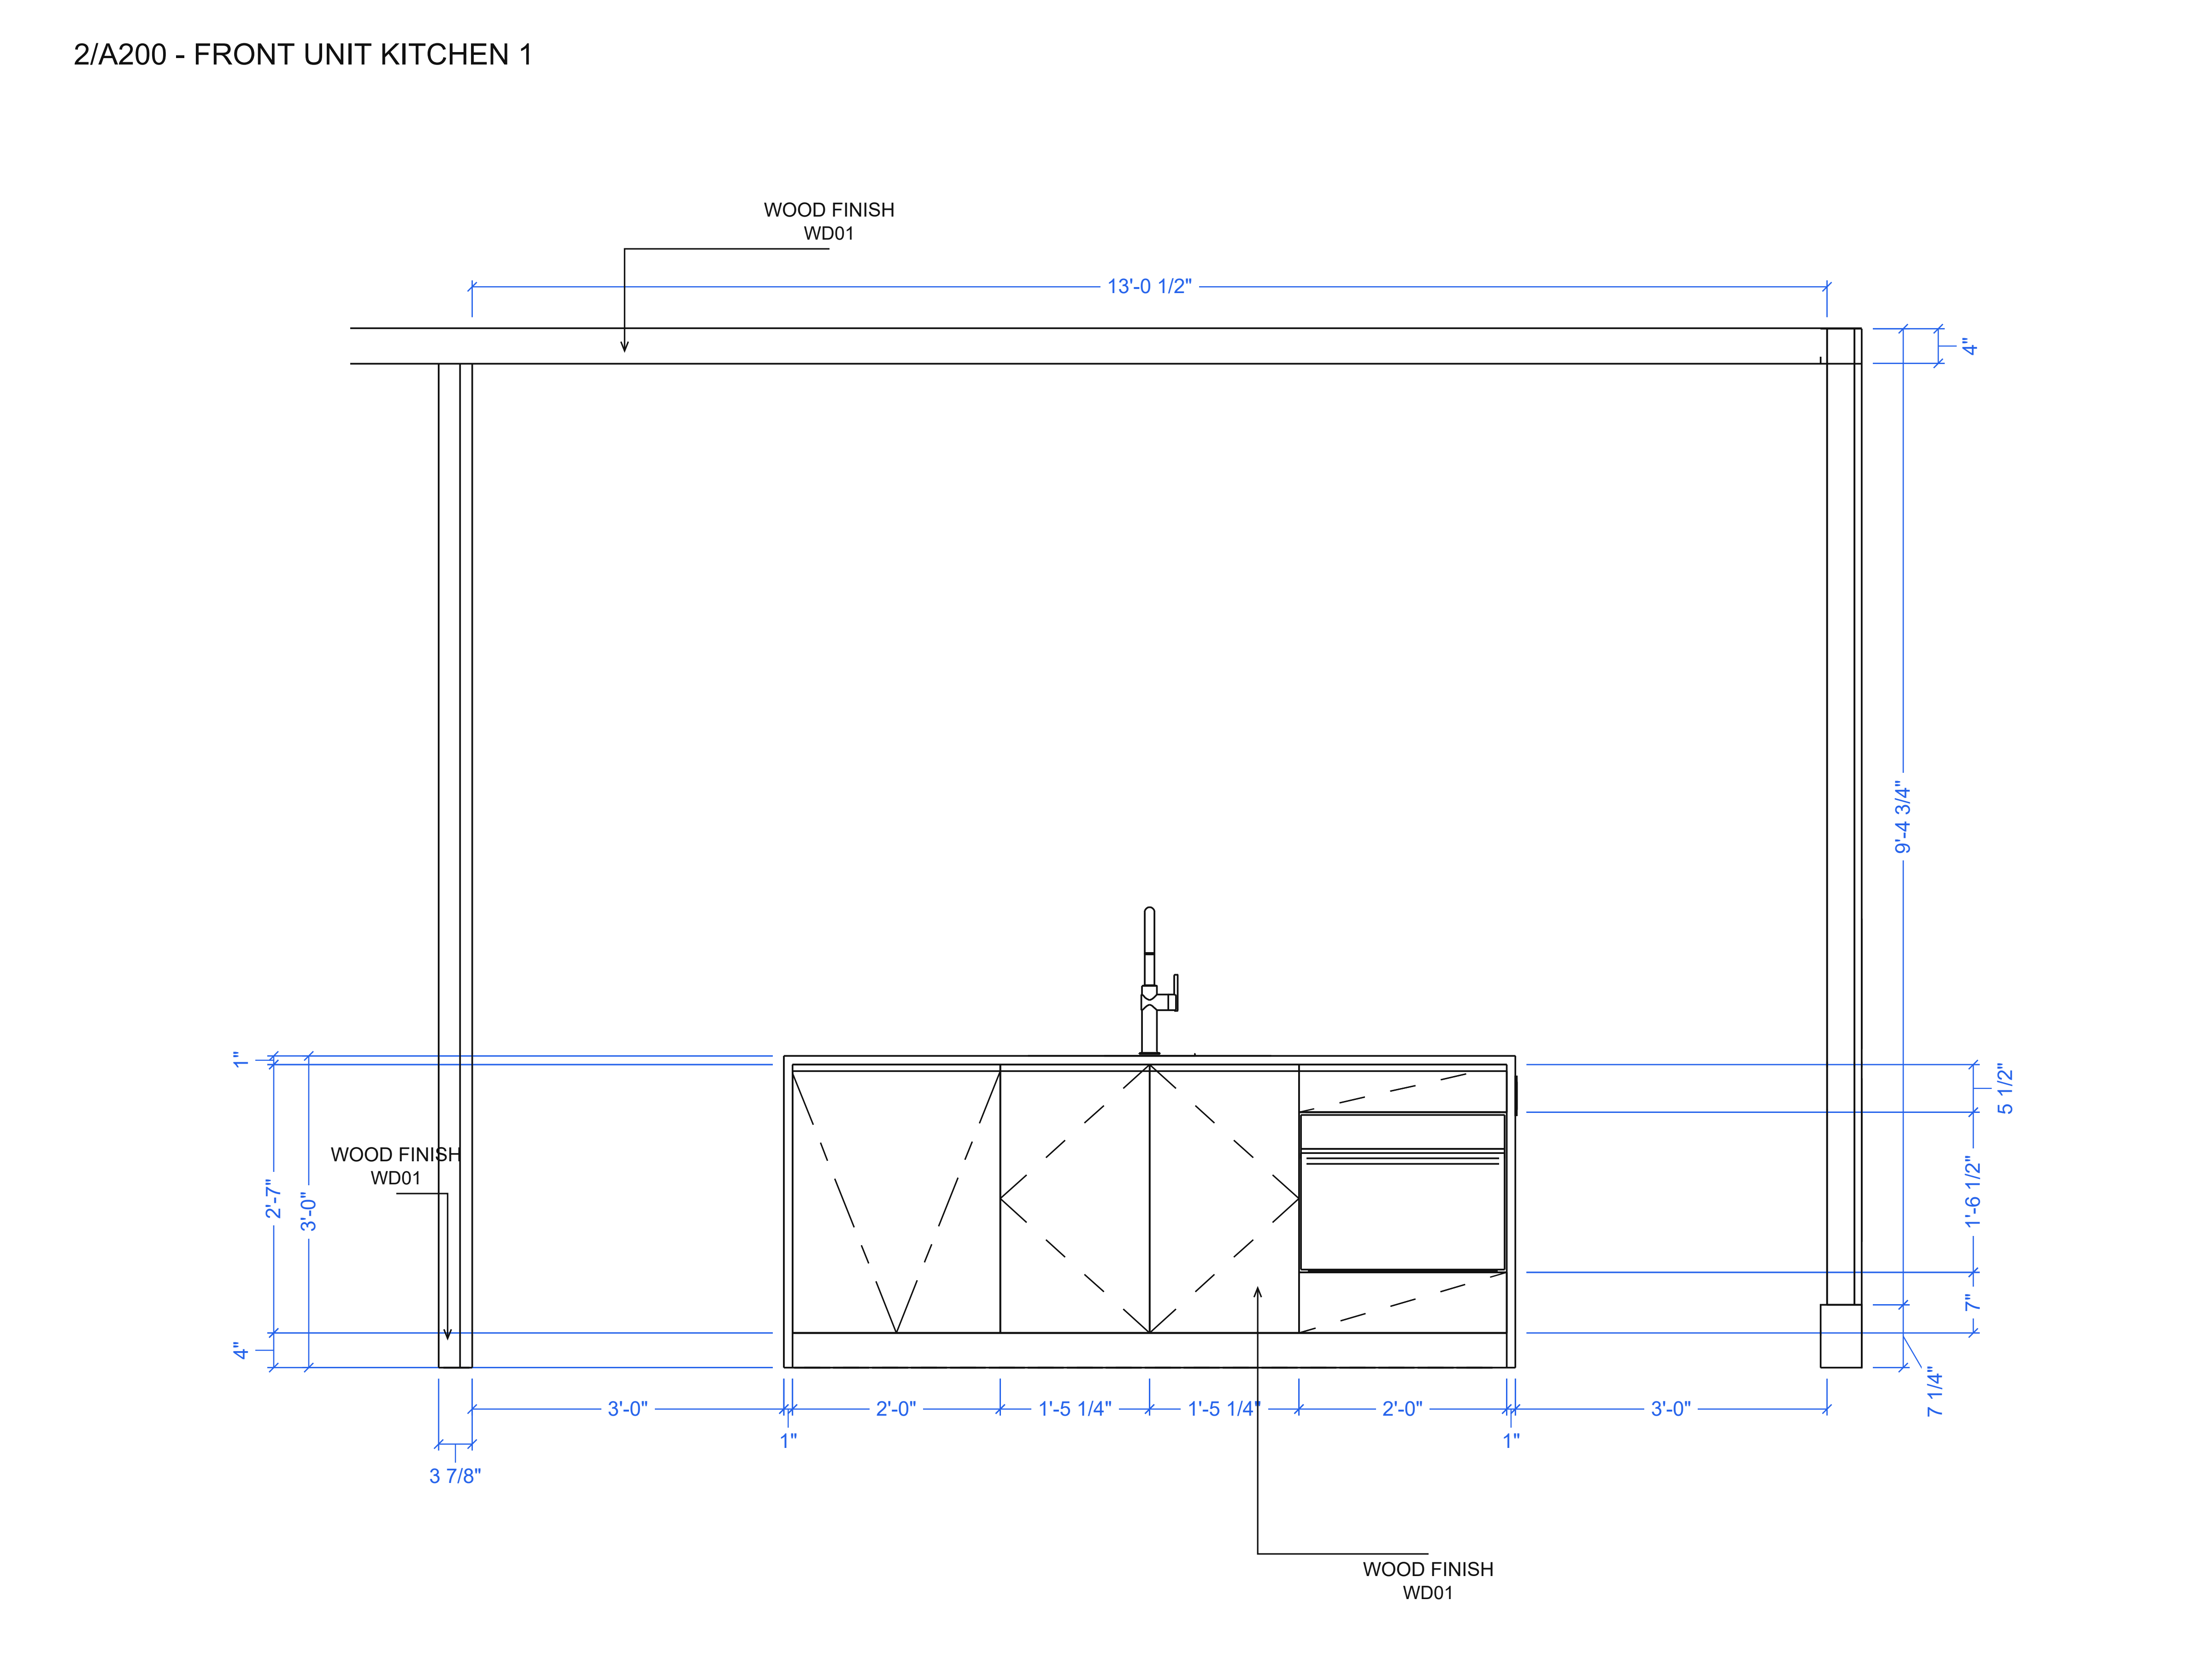 2/A200 - FRONT UNIT KITCHEN 1
WOOD FINISH
WD01
13'-0 1/2"
4"
9'-4 3/4"
1"
5 1/2"
WOOD FINISH
WD01
2'-7"
3'-0"
1'-6 1/2"
7"
4"
7 1/4"
3'-0"
2'-0"
1'-5 1/4"
1'-5 1/4"
2'-0"
3'-0"
1"
1"
3 7/8"
WOOD FINISH
WD01